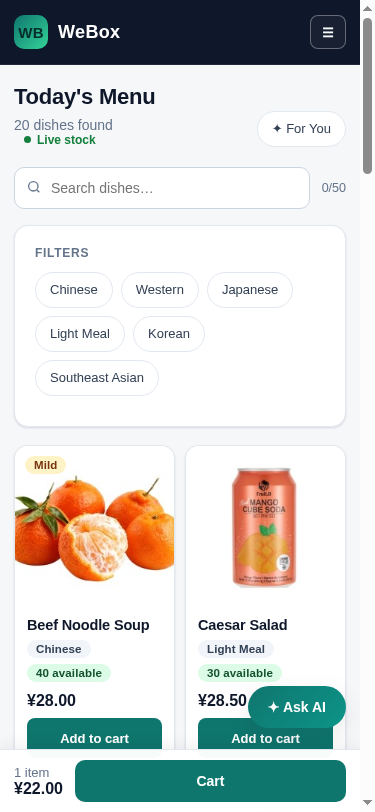 WB WeBox ☰
Today's Menu
20 dishes found
Live stock
✦ For You
Search dishes…
0/50
FILTERS
Chinese
Western
Japanese
Light Meal
Korean
Southeast Asian
Mild
MANGO
CUBE SODA
Beef Noodle Soup
Chinese
40 available
¥28.00
Add to cart
Caesar Salad
Light Meal
30 available
¥28.50
Add to cart
✦ Ask AI
1 item
¥22.00
Cart